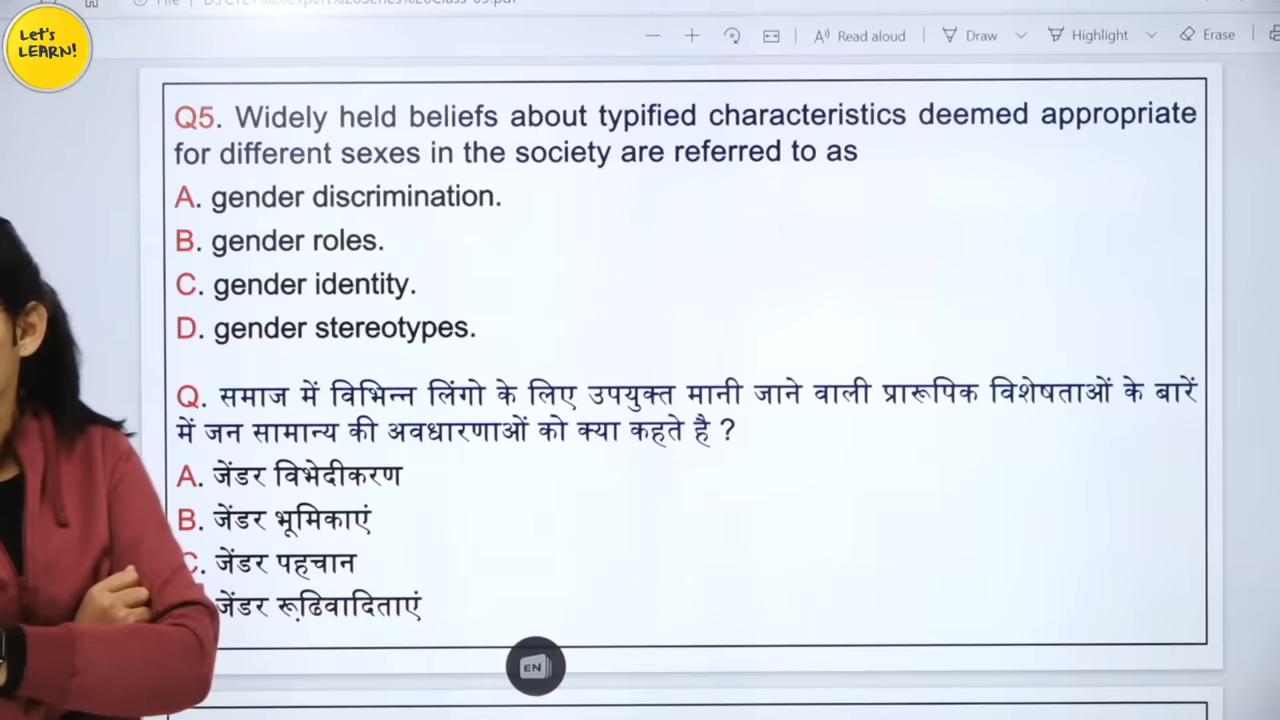 Let's
LEARN!
Read aloud
Draw
Highlight
Erase
Q5. Widely held beliefs about typified characteristics deemed appropriate
for different sexes in the society are referred to as
A. gender discrimination.
B. gender roles.
C. gender identity.
D. gender stereotypes.
Q. समाज में विभिन्न लिंगो के लिए उपयुक्त मानी जाने वाली प्रारूपिक विशेषताओं के बारें
में जन सामान्य की अवधारणाओं को क्या कहते है ?
A. जेंडर विभेदीकरण
B. जेंडर भूमिकाएं
C. जेंडर पहचान
जेंडर रूढ़िवादिताएं
EN